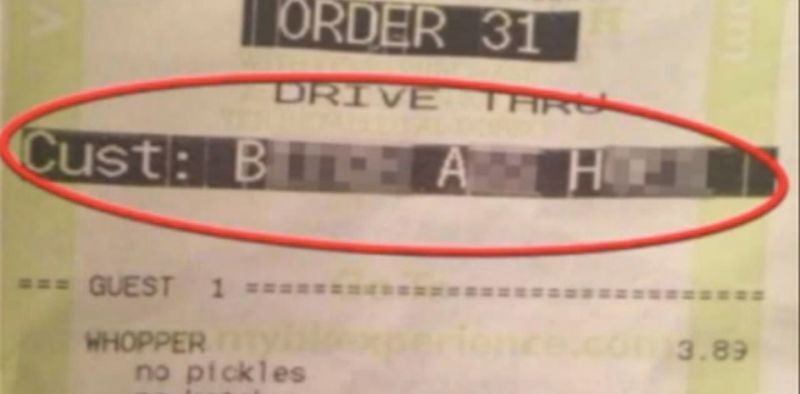 ORDER 31
DRIVE THRU
Cust: B A H
=== GUEST 1 ==============================
WHOPPER 3.89
no pickles